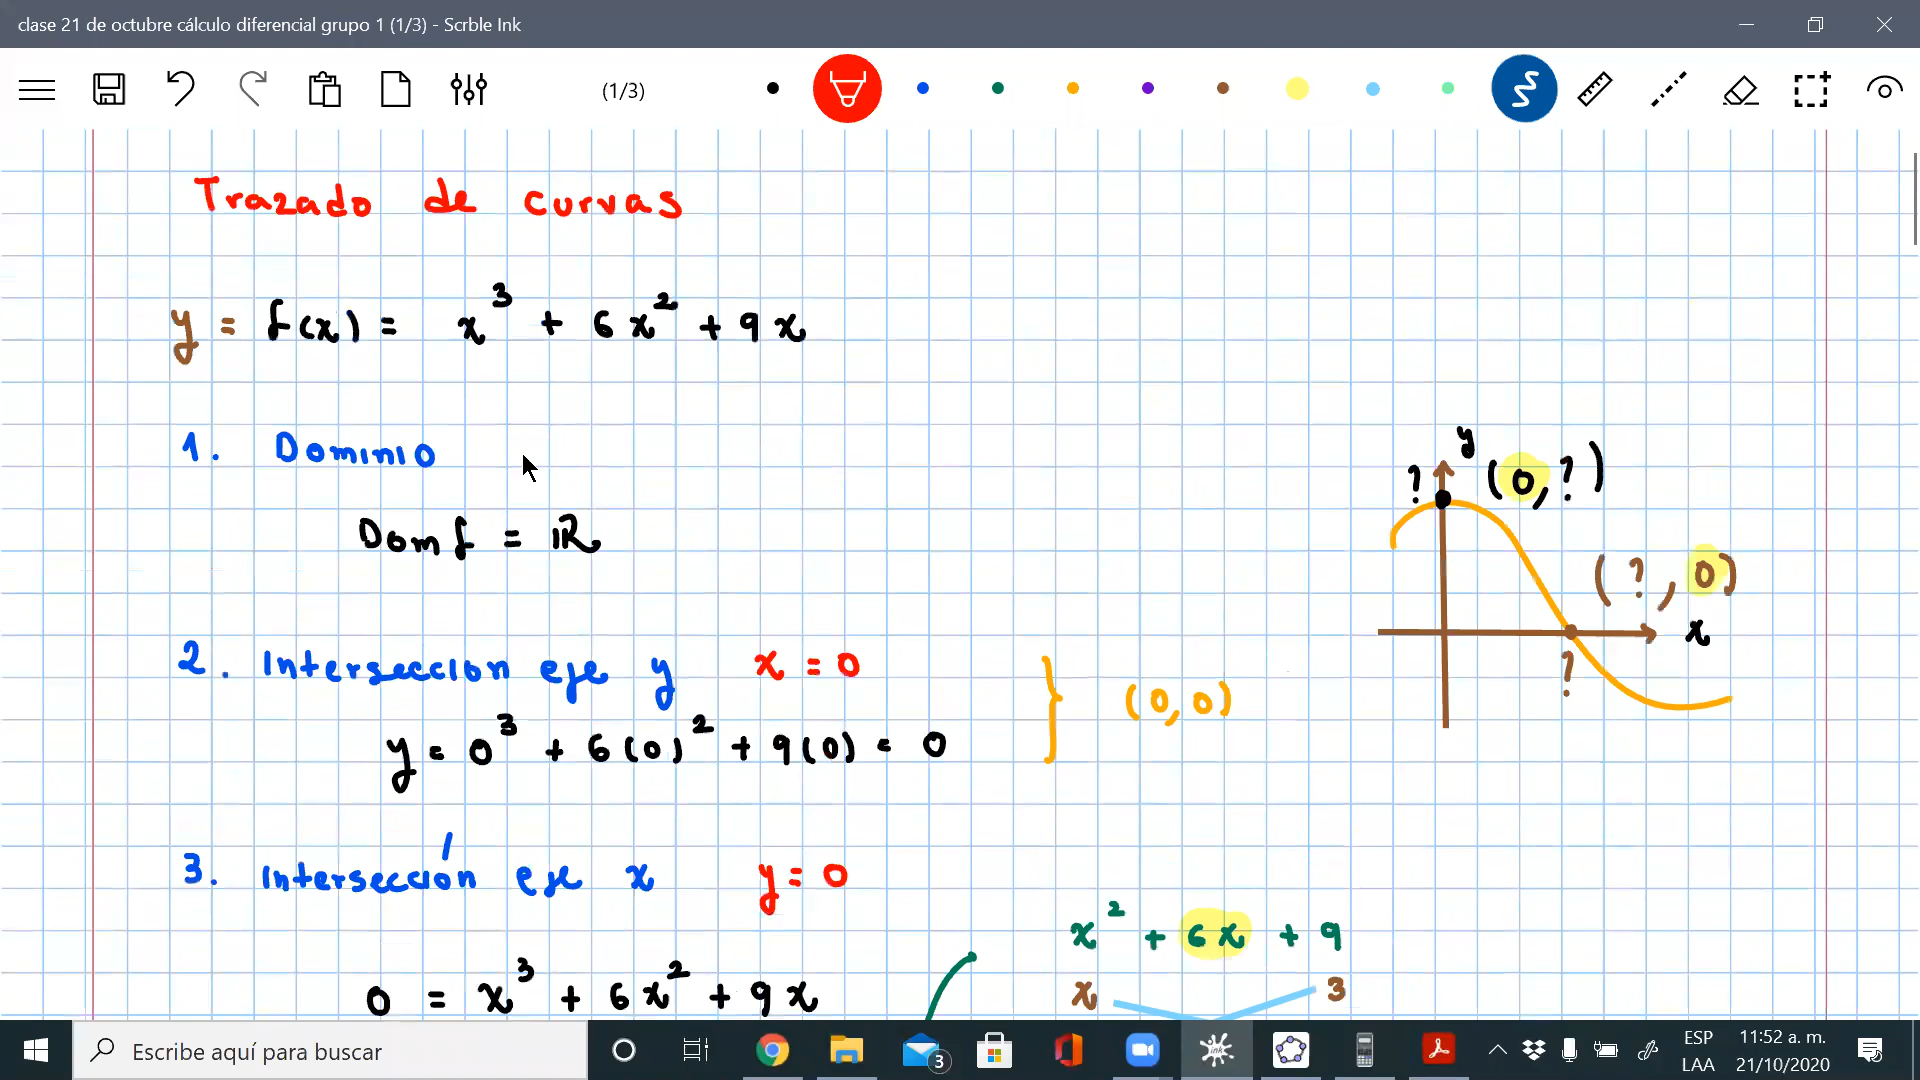 clase 21 de octubre cálculo diferencial grupo 1 (1/3) - Scrble Ink
(1/3)
Trazado de curvas
y = f(x) = x³ + 6x² + 9x
1. Dominio
Dom f = ℝ
y
? (0, ?)
(?, 0)
x
?
2. Intersección eje y x = 0
y = 0³ + 6(0)² + 9(0) = 0
(0,0)
3. Intersección eje x y = 0
x² + 6x + 9
x 3
0 = x³ + 6x² + 9x
Escribe aquí para buscar
3
ink
ESP
LAA
11:52 a. m.
21/10/2020